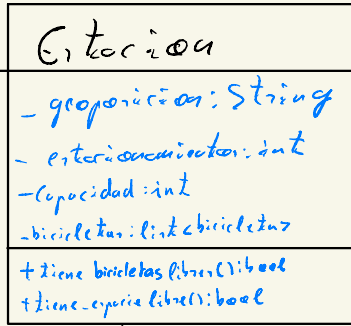 Estacion
- geoposicion: String
- estacionamientos: int
- Capacidad: int
- bicicletas: list<bicicletas>
+ tiene bicicletas libres(): bool
+ tiene_espacio libre(): bool